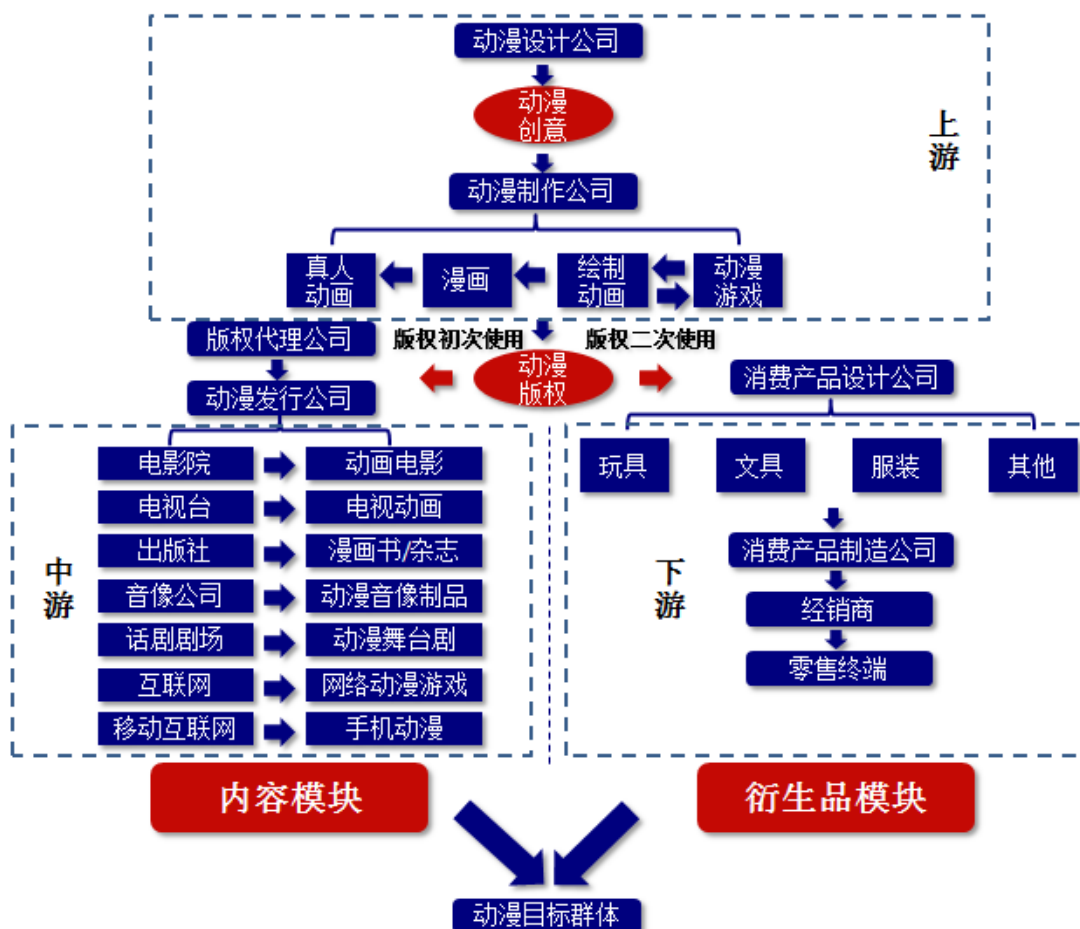 动漫设计公司
动漫
创意
上
游
动漫制作公司
真人
动画
漫画
绘制
动画
动漫
游戏
版权代理公司
版权初次使用
版权二次使用
动漫
版权
动漫发行公司
消费产品设计公司
电影院
动画电影
电视台
电视动画
出版社
漫画书/杂志
音像公司
动漫音像制品
话剧剧场
动漫舞台剧
互联网
网络动漫游戏
移动互联网
手机动漫
中
游
玩具
文具
服装
其他
消费产品制造公司
经销商
零售终端
下
游
内容模块
衍生品模块
动漫目标群体